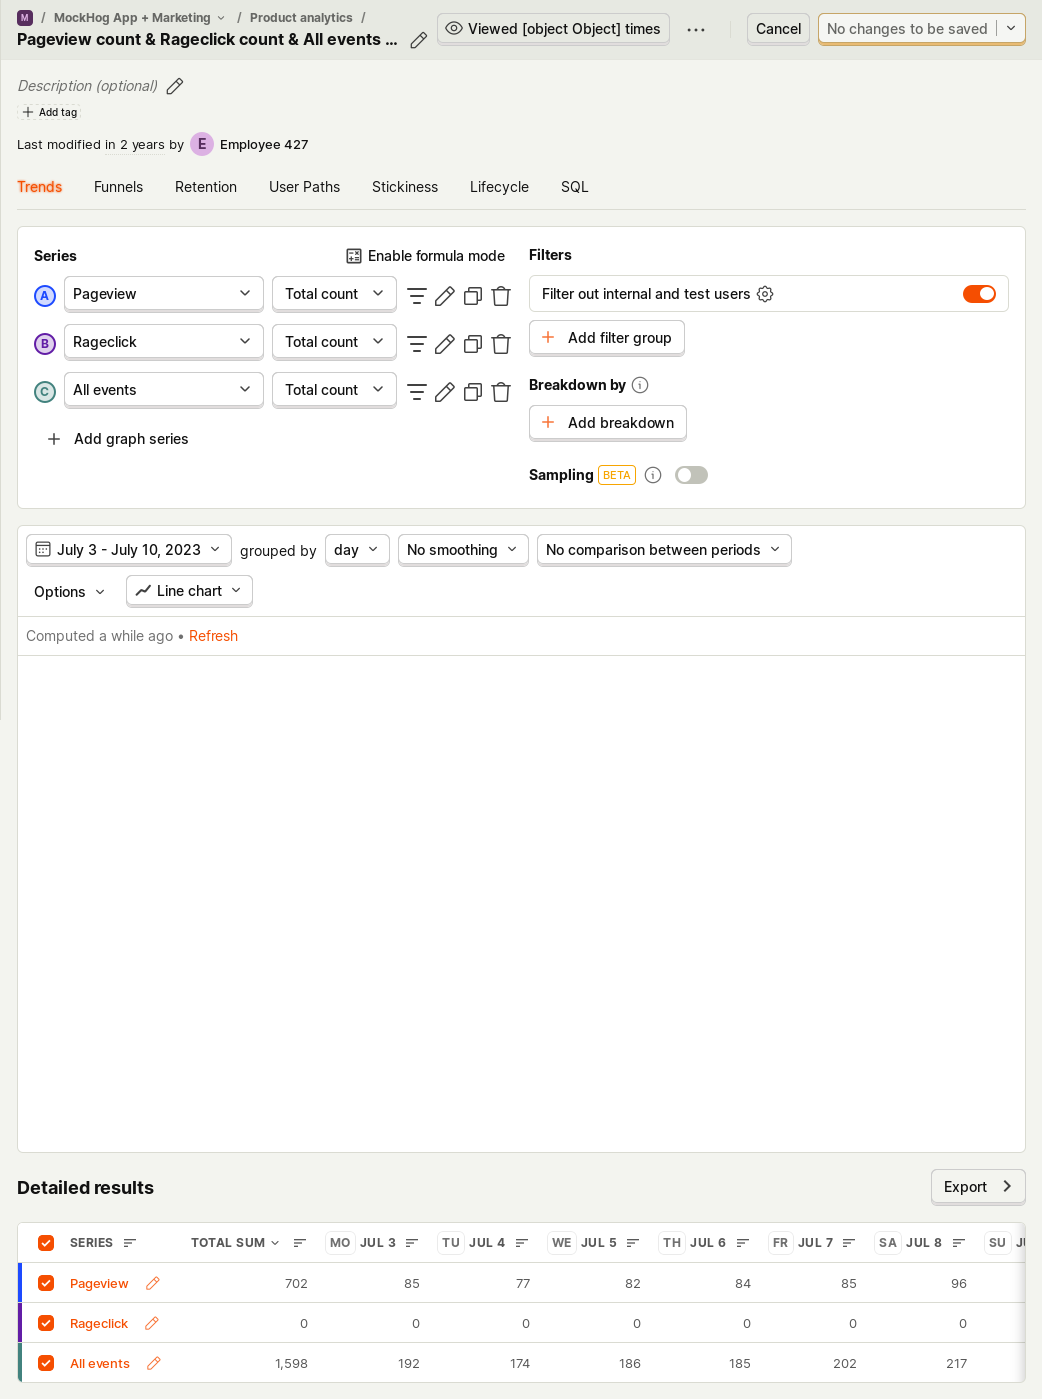 M / MockHog App + Marketing / Product analytics /
Pageview count & Rageclick count & All events ...
Viewed [object Object] times
Cancel
No changes to be saved
Description (optional)
Add tag
Last modified in 2 years by E Employee 427
Trends Funnels Retention User Paths Stickiness Lifecycle SQL
Series
Enable formula mode
A Pageview Total count
B Rageclick Total count
C All events Total count
Add graph series
Filters
Filter out internal and test users
Add filter group
Breakdown by
Add breakdown
Sampling BETA
July 3 - July 10, 2023 grouped by day No smoothing No comparison between periods
Options Line chart
Computed a while ago • Refresh
Detailed results
Export
SERIES TOTAL SUM MO JUL 3 TU JUL 4 WE JUL 5 TH JUL 6 FR JUL 7 SA JUL 8 SU
Pageview 702 85 77 82 84 85 96
Rageclick 0 0 0 0 0 0 0
All events 1,598 192 174 186 185 202 217